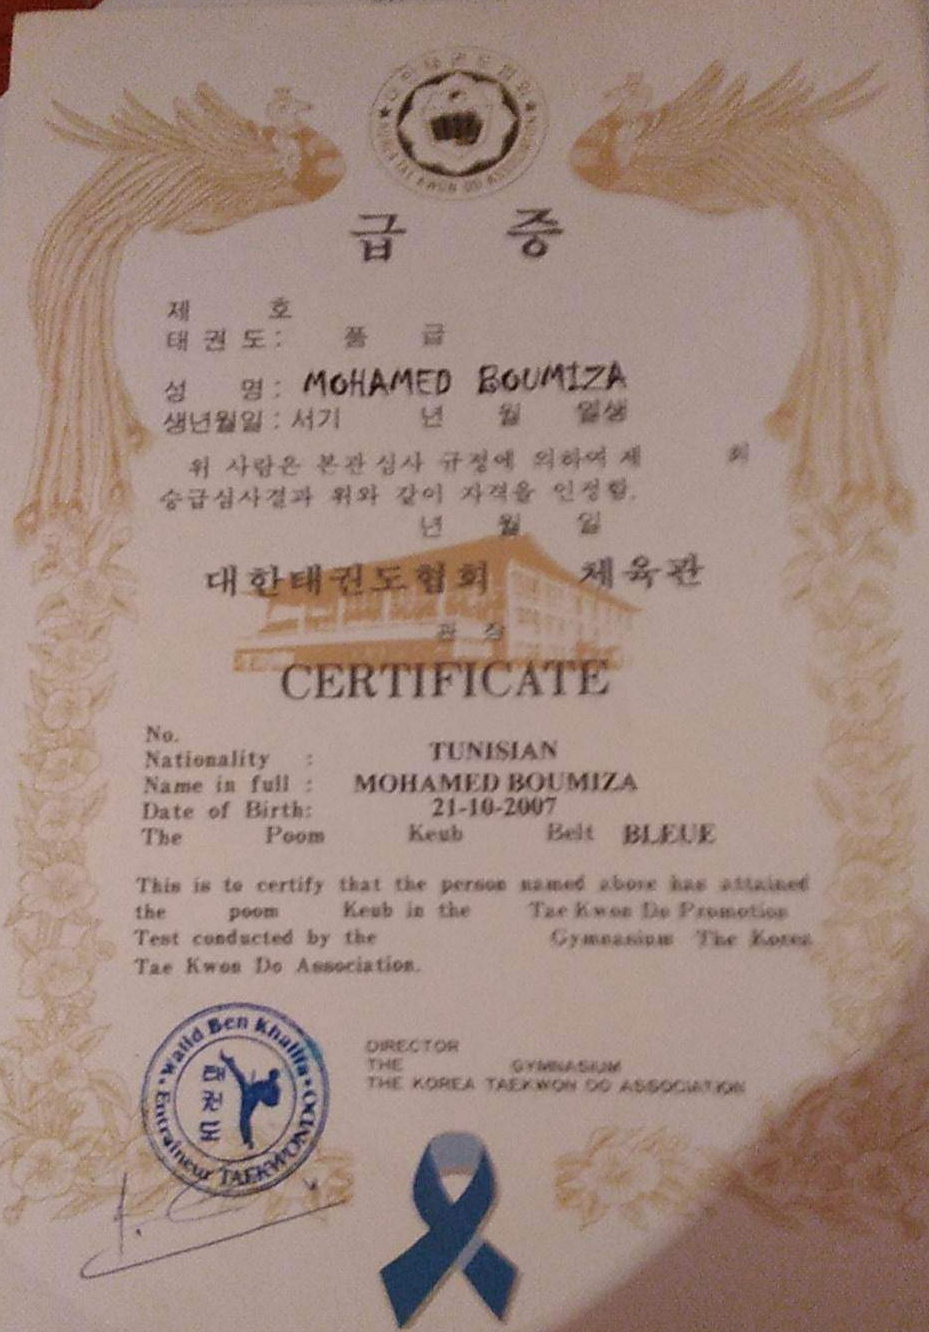 KOREA TAE KWON DO ASSOCIATION
급 증
제 호
태 권 도 : 품 급
성 명 : MOHAMED BOUMIZA
생년월일 : 서기 년 월 일생
위 사람은 본관 심사 규정에 의하여 제 회
승급심사결과 위와 같이 자격을 인정함.
년 월 일
대한태권도협회 체육관
관 장
CERTIFICATE
No.
Nationality : TUNISIAN
Name in full : MOHAMED BOUMIZA
Date of Birth: 21-10-2007
The Poom Keub Belt BLEUE
This is to certify that the person named above has attained
the poom Keub in the Tae Kwon Do Promotion
Test conducted by the Gymnasium The Korea
Tae Kwon Do Association.
Walid Ben Khalifa
태권도
Entraineur TAEKWONDO
DIRECTOR
THE GYMNASIUM
THE KOREA TAEKWON DO ASSOCIATION